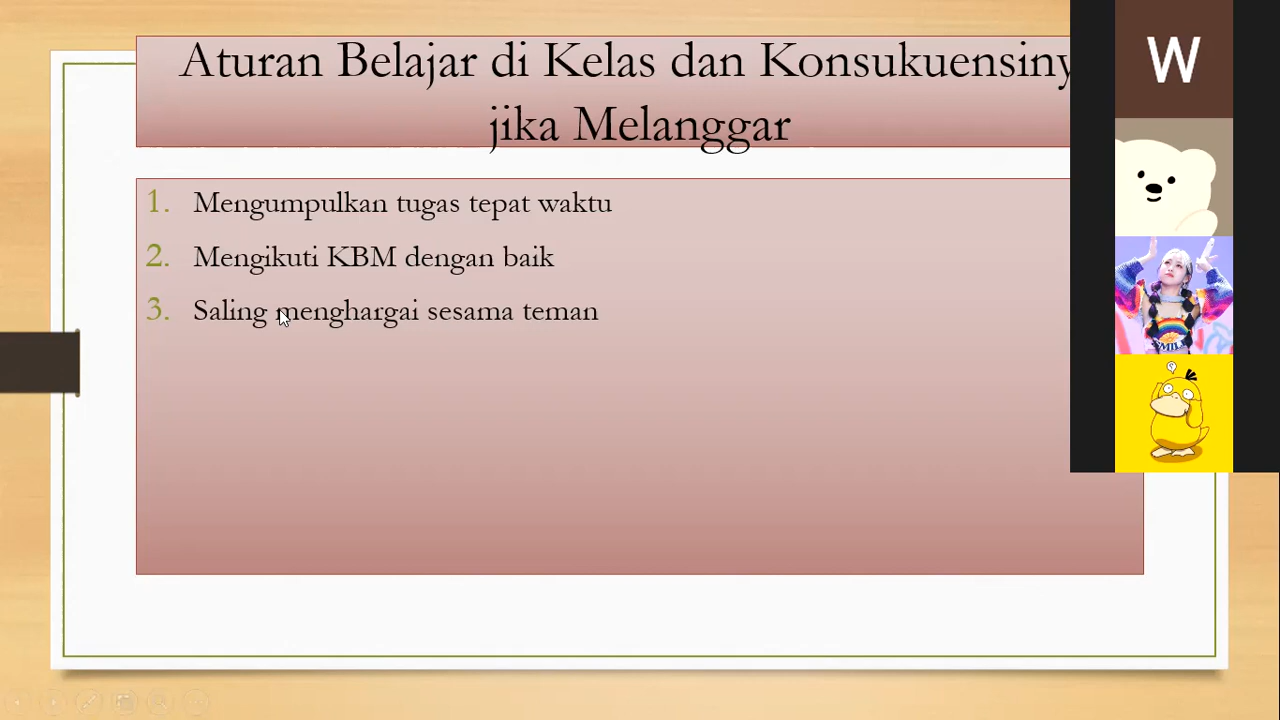 Aturan Belajar di Kelas dan Konsukuensiny
jika Melanggar
1. Mengumpulkan tugas tepat waktu
2. Mengikuti KBM dengan baik
3. Saling menghargai sesama teman
W
SMILE
?